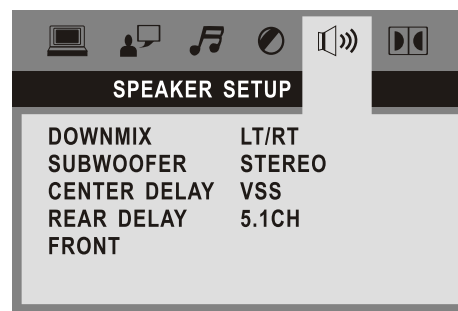 SPEAKER SETUP
DOWNMIX LT/RT
SUBWOOFER STEREO
CENTER DELAY VSS
REAR DELAY 5.1CH
FRONT